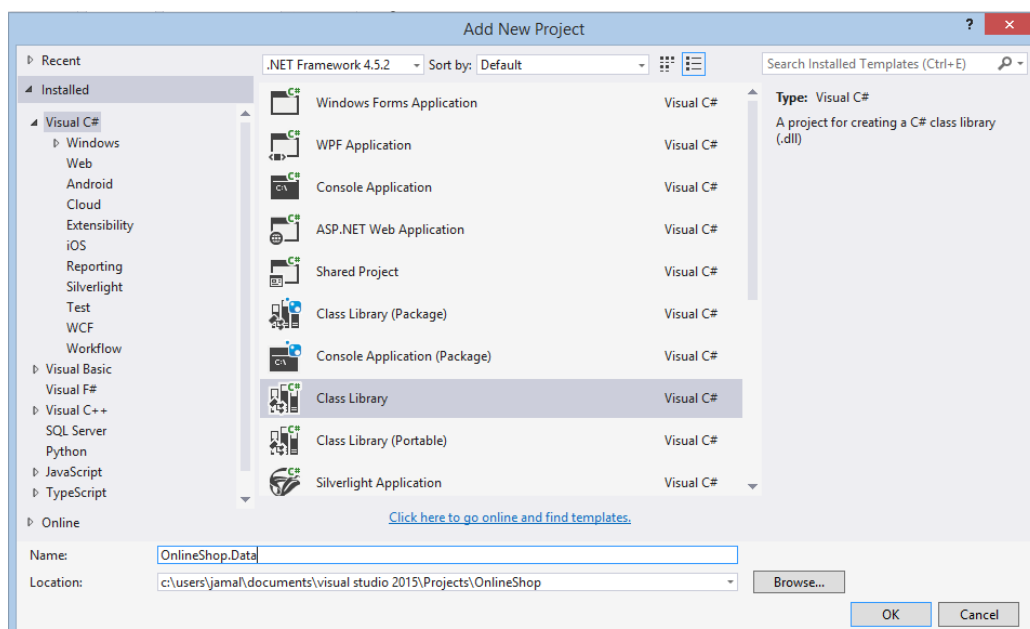 Add New Project
? ×
Recent
.NET Framework 4.5.2 Sort by: Default
Search Installed Templates (Ctrl+E)
Installed
Visual C#
Windows
Web
Android
Cloud
Extensibility
iOS
Reporting
Silverlight
Test
WCF
Workflow
Visual Basic
Visual F#
Visual C++
SQL Server
Python
JavaScript
TypeScript
Online
Windows Forms Application Visual C#
WPF Application Visual C#
Console Application Visual C#
ASP.NET Web Application Visual C#
Shared Project Visual C#
Class Library (Package) Visual C#
Console Application (Package) Visual C#
Class Library Visual C#
Class Library (Portable) Visual C#
Silverlight Application Visual C#
Click here to go online and find templates.
Type: Visual C#
A project for creating a C# class library
(.dll)
Name: OnlineShop.Data
Location: c:\users\jamal\documents\visual studio 2015\Projects\OnlineShop
Browse...
OK Cancel